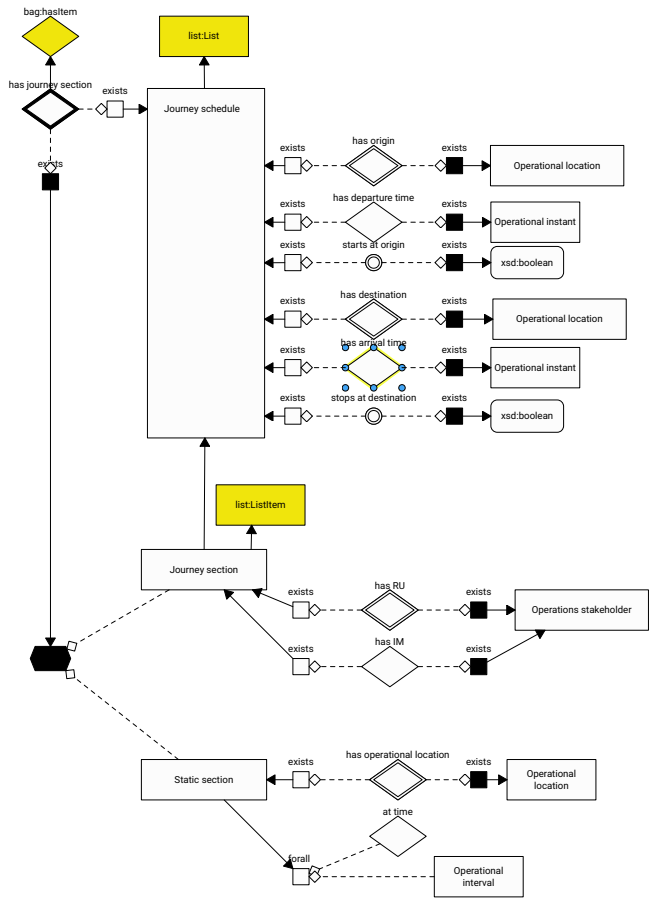 bag:hasItem
list:List
has journey section
exists
Journey schedule
exists
has origin
exists
exists
Operational location
has departure time
exists
exists
Operational instant
starts at origin
exists
exists
xsd:boolean
has destination
exists
exists
Operational location
has arrival time
exists
exists
Operational instant
stops at destination
exists
exists
xsd:boolean
list:ListItem
Journey section
has RU
exists
exists
Operations stakeholder
has IM
exists
exists
has operational location
exists
exists
Static section
Operational
location
at time
forall
Operational
interval